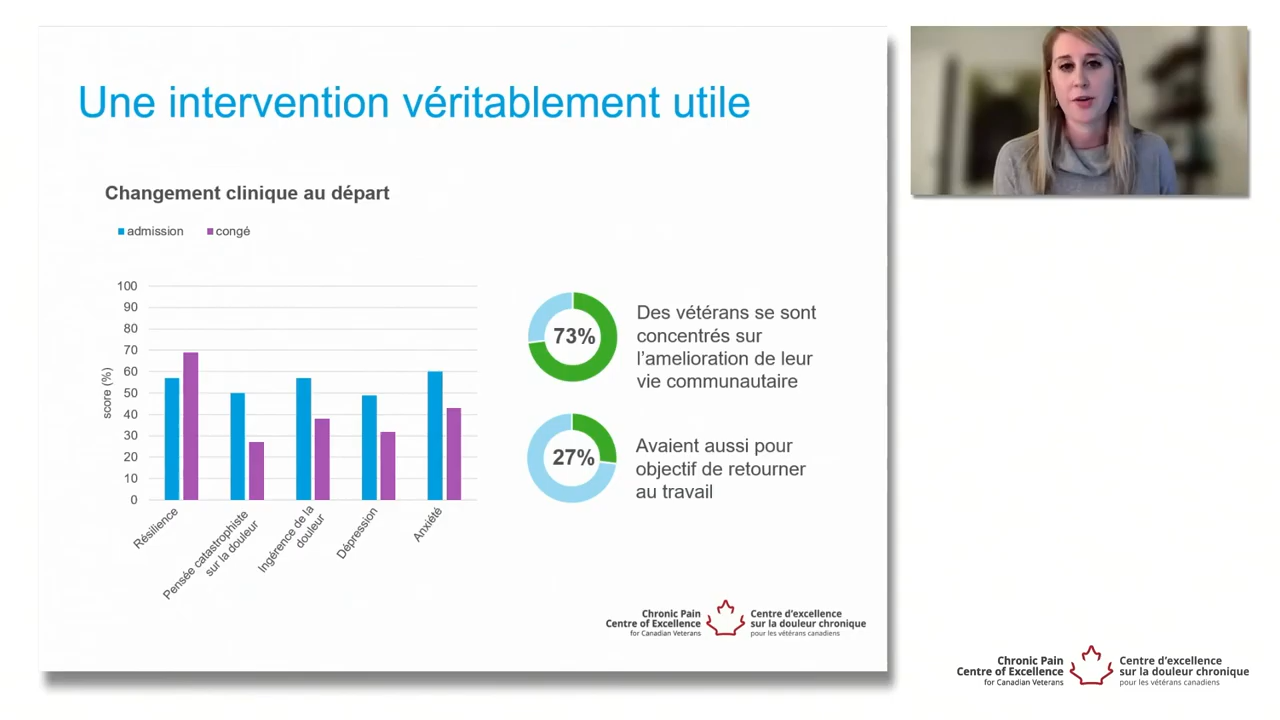 Une intervention véritablement utile
Changement clinique au départ
admission congé
100
90
80
70
60
50
40
30
20
10
0
score (%)
Résilience
Pensée catastrophiste
sur la douleur
Ingérence de la
douleur
Dépression
Anxiété
73%
Des vétérans se sont
concentrés sur
l’amelioration de leur
vie communautaire
27%
Avaient aussi pour
objectif de retourner
au travail
Chronic Pain
Centre of Excellence
for Canadian Veterans
Centre d’excellence
sur la douleur chronique
pour les vétérans canadiens
Chronic Pain
Centre of Excellence
for Canadian Veterans
Centre d’excellence
sur la douleur chronique
pour les vétérans canadiens